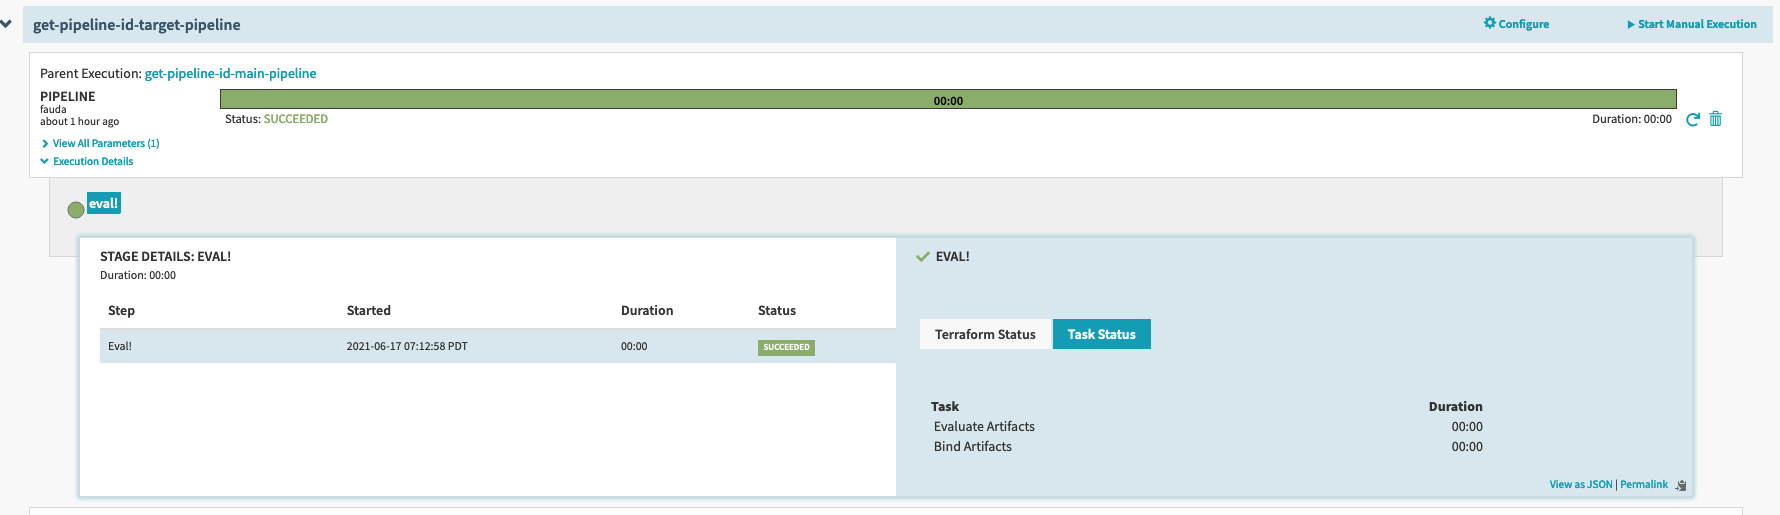 get-pipeline-id-target-pipeline
Configure
Start Manual Execution
Parent Execution: get-pipeline-id-main-pipeline
PIPELINE
00:00
fauda
about 1 hour ago
Status: SUCCEEDED
Duration: 00:00
View All Parameters (1)
Execution Details
eval!
STAGE DETAILS: EVAL!
Duration: 00:00
Step Started Duration Status
Eval! 2021-06-17 07:12:58 PDT 00:00 SUCCEEDED
EVAL!
Terraform Status Task Status
Task Duration
Evaluate Artifacts 00:00
Bind Artifacts 00:00
View as JSON | Permalink